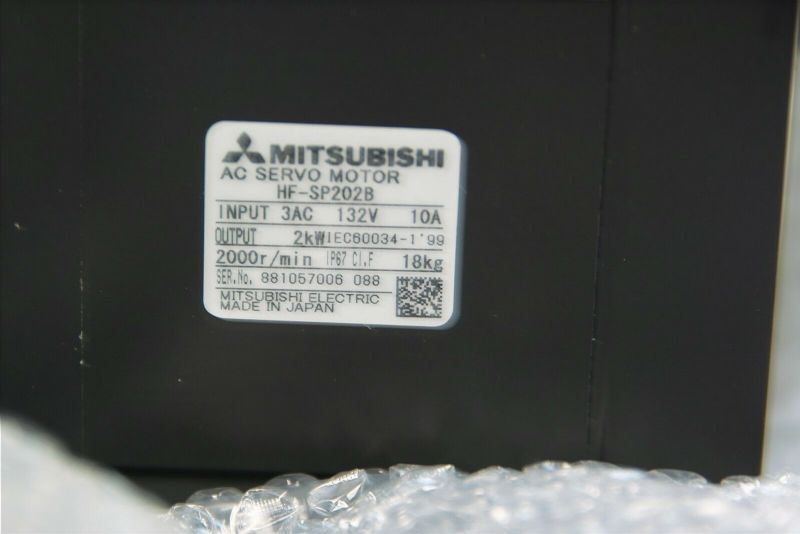 MITSUBISHI
AC SERVO MOTOR
HF-SP202B
INPUT 3AC 132V 10A
OUTPUT 2kW IEC60034-1'99
2000r/min IP67 Cl.F 18kg
SER.No. 881057006 088
MITSUBISHI ELECTRIC
MADE IN JAPAN